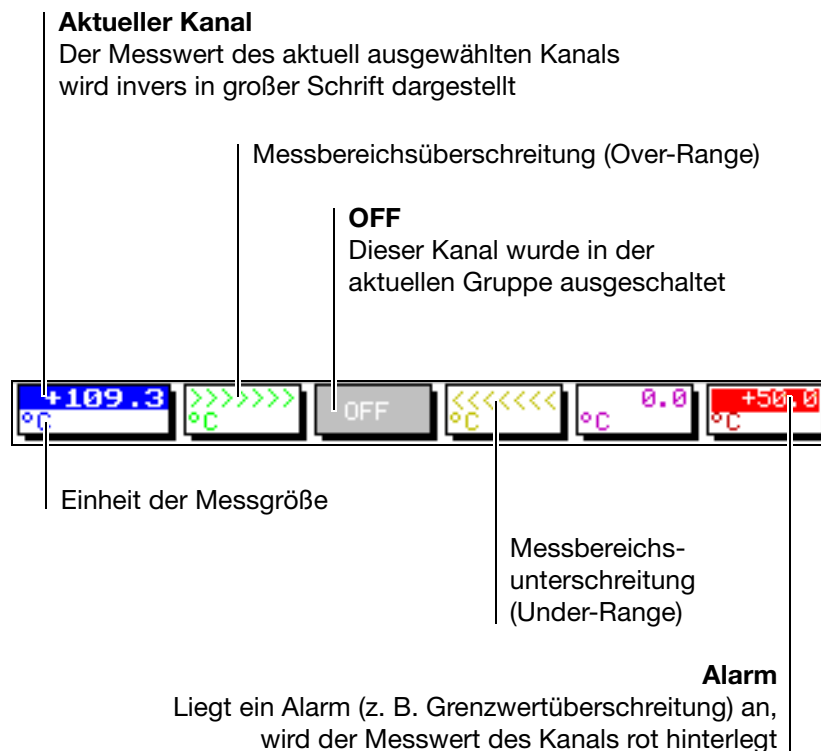 Aktueller Kanal
Der Messwert des aktuell ausgewählten Kanals
wird invers in großer Schrift dargestellt
Messbereichsüberschreitung (Over-Range)
OFF
Dieser Kanal wurde in der
aktuellen Gruppe ausgeschaltet
+109.3 >>>>>>> OFF <<<<<<< 0.0 +50.0
°C °C °C °C °C
Einheit der Messgröße
Messbereichs-
unterschreitung
(Under-Range)
Alarm
Liegt ein Alarm (z. B. Grenzwertüberschreitung) an,
wird der Messwert des Kanals rot hinterlegt